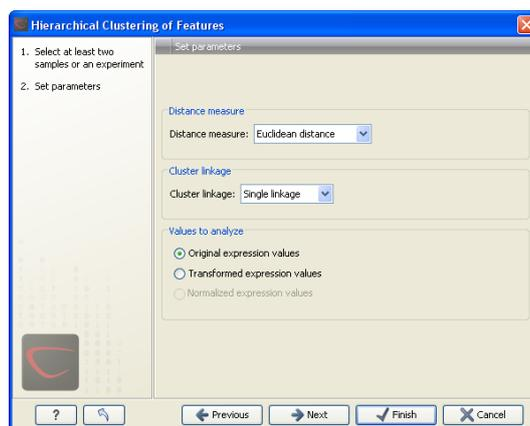 Hierarchical Clustering of Features
1. Select at least two
samples or an experiment
2. Set parameters
Set parameters
Distance measure
Distance measure: Euclidean distance
Cluster linkage
Cluster linkage: Single linkage
Values to analyze
Original expression values
Transformed expression values
Normalized expression values
? Previous Next Finish Cancel